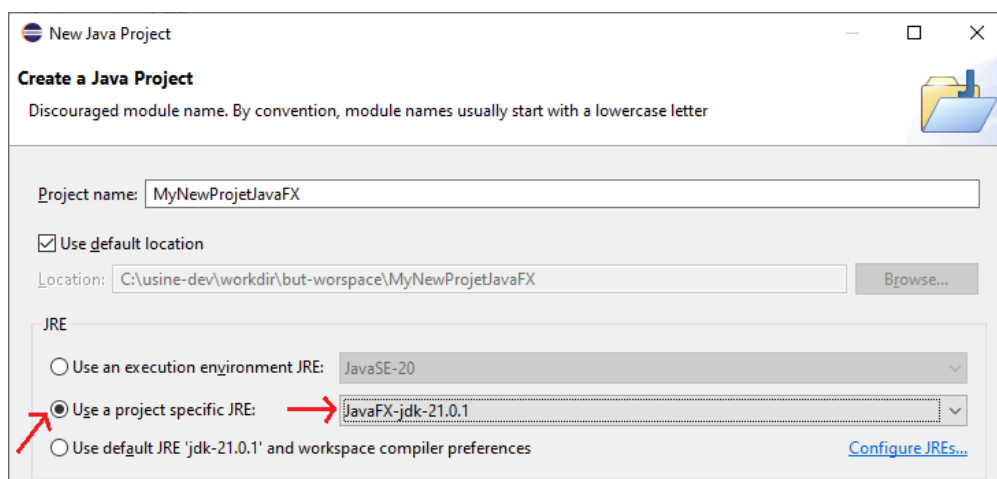 New Java Project
Create a Java Project
Discouraged module name. By convention, module names usually start with a lowercase letter
Project name: MyNewProjetJavaFX
Use default location
Location: C:\usine-dev\workdir\but-worspace\MyNewProjetJavaFX Browse...
JRE
Use an execution environment JRE: JavaSE-20
Use a project specific JRE: JavaFX-jdk-21.0.1
Use default JRE 'jdk-21.0.1' and workspace compiler preferences Configure JREs...